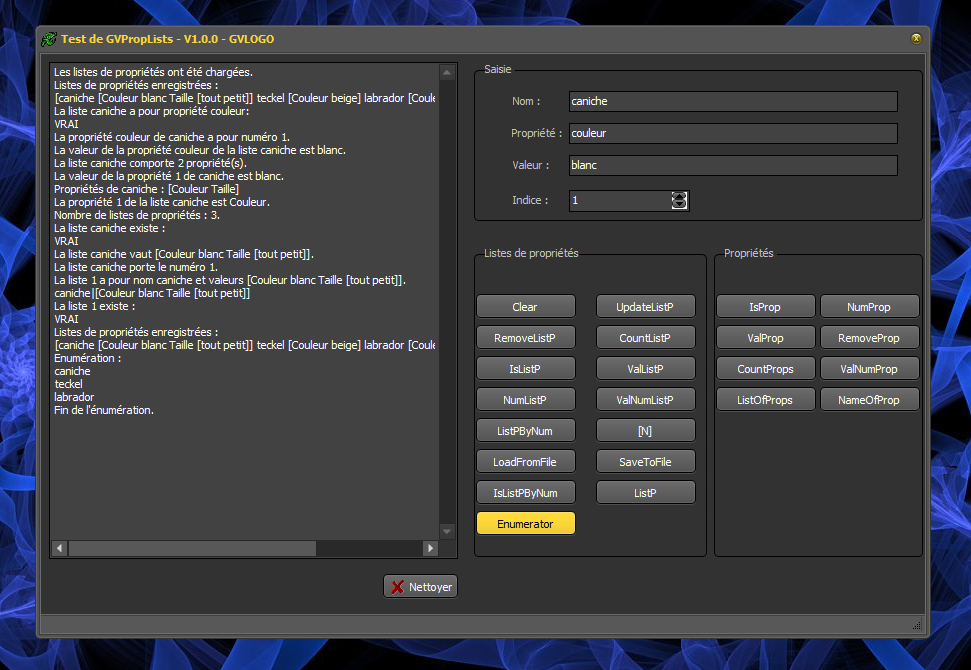 Test de GVPropLists - V1.0.0 - GVLOGO
Les listes de propriétés ont été chargées.
Listes de propriétés enregistrées :
[caniche [Couleur blanc Taille [tout petit]] teckel [Couleur beige] labrador [Coule
La liste caniche a pour propriété couleur:
VRAI
La propriété couleur de caniche a pour numéro 1.
La valeur de la propriété couleur de la liste caniche est blanc.
La liste caniche comporte 2 propriété(s).
La valeur de la propriété 1 de caniche est blanc.
Propriétés de caniche : [Couleur Taille]
La propriété 1 de la liste caniche est Couleur.
Nombre de listes de propriétés : 3.
La liste caniche existe :
VRAI
La liste caniche vaut [Couleur blanc Taille [tout petit]].
La liste caniche porte le numéro 1.
La liste 1 a pour nom caniche et valeurs [Couleur blanc Taille [tout petit]].
caniche|[Couleur blanc Taille [tout petit]]
La liste 1 existe :
VRAI
Listes de propriétés enregistrées :
[caniche [Couleur blanc Taille [tout petit]] teckel [Couleur beige] labrador [Coule
Enumération :
caniche
teckel
labrador
Fin de l'énumération.
Nettoyer
Saisie
Nom : caniche
Propriété : couleur
Valeur : blanc
Indice : 1
Listes de propriétés
Clear UpdateListP
RemoveListP CountListP
IsListP ValListP
NumListP ValNumListP
ListPByNum [N]
LoadFromFile SaveToFile
IsListPByNum ListP
Enumerator
Propriétés
IsProp NumProp
ValProp RemoveProp
CountProps ValNumProp
ListOfProps NameOfProp